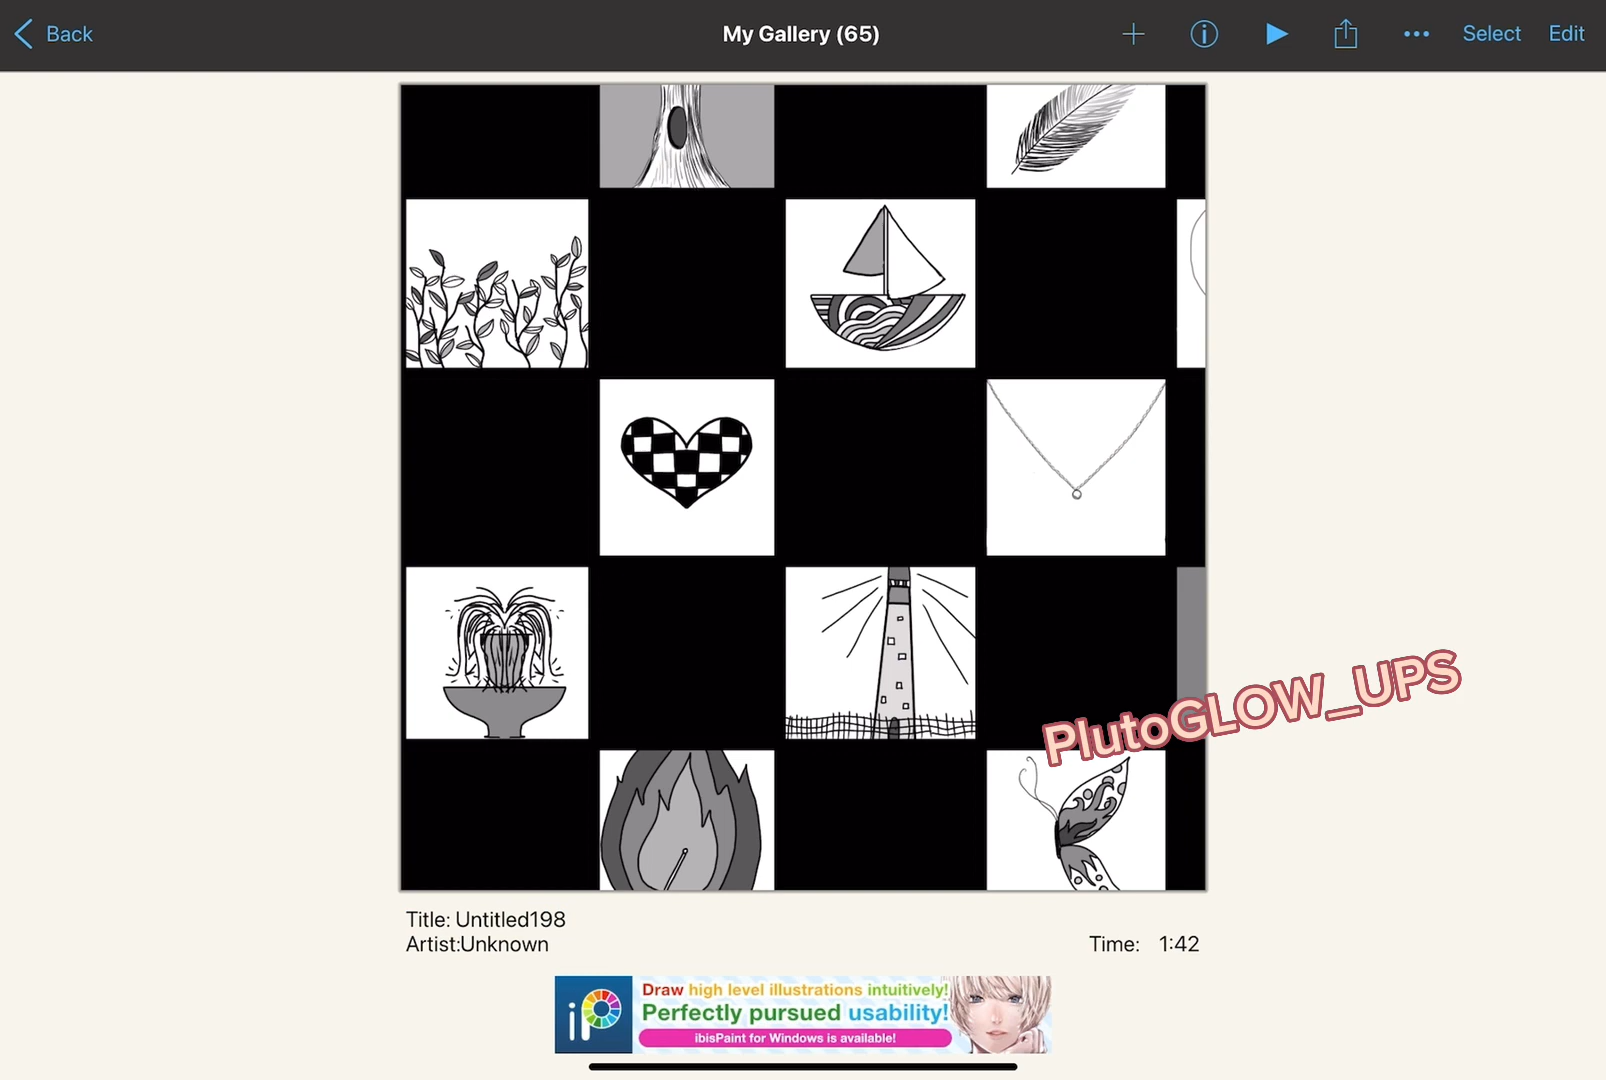 Back
My Gallery (65)
Select
Edit
PlutoGLOW_UPS
Title: Untitled198
Artist:Unknown
Time: 1:42
iP
Draw high level illustrations intuitively!
Perfectly pursued usability!
ibisPaint for Windows is available!